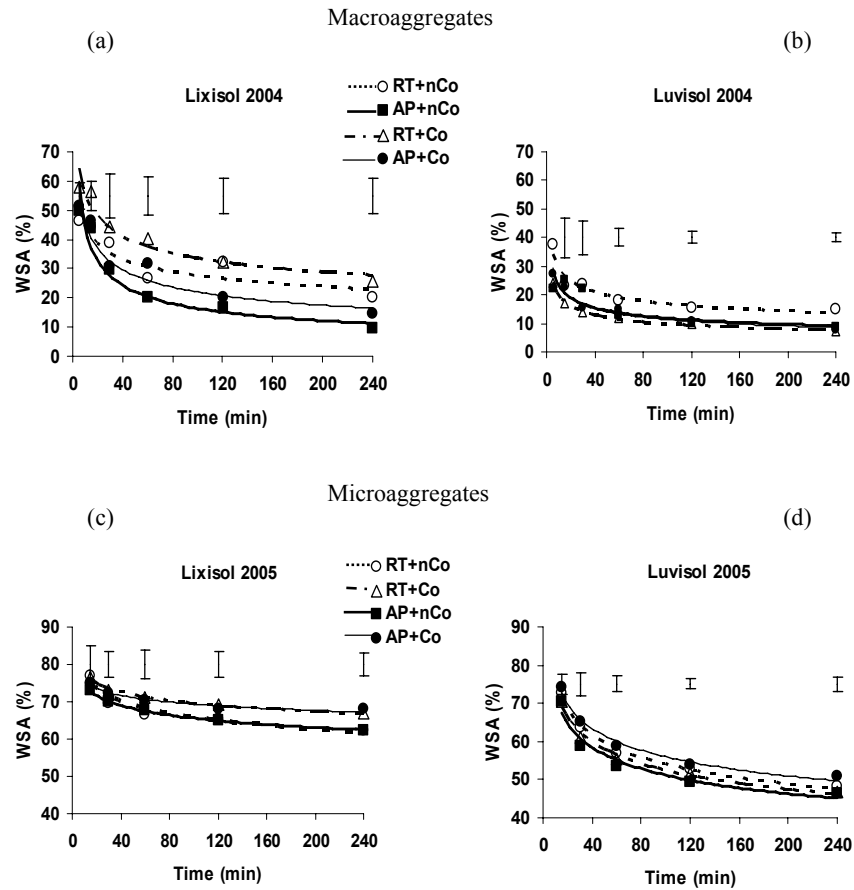 Macroaggregates
(a)
(b)
Lixisol 2004
RT+nCo
AP+nCo
RT+Co
AP+Co
Luvisol 2004
WSA (%)
70
60
50
40
30
20
10
0
0 40 80 120 160 200 240
Time (min)
WSA (%)
70
60
50
40
30
20
10
0
0 40 80 120 160 200 240
Time (min)
Microaggregates
(c)
(d)
Lixisol 2005
RT+nCo
RT+Co
AP+nCo
AP+Co
Luvisol 2005
WSA (%)
90
80
70
60
50
40
0 40 80 120 160 200 240
Time (min)
WSA (%)
90
80
70
60
50
40
0 40 80 120 160 200 240
Time (min)